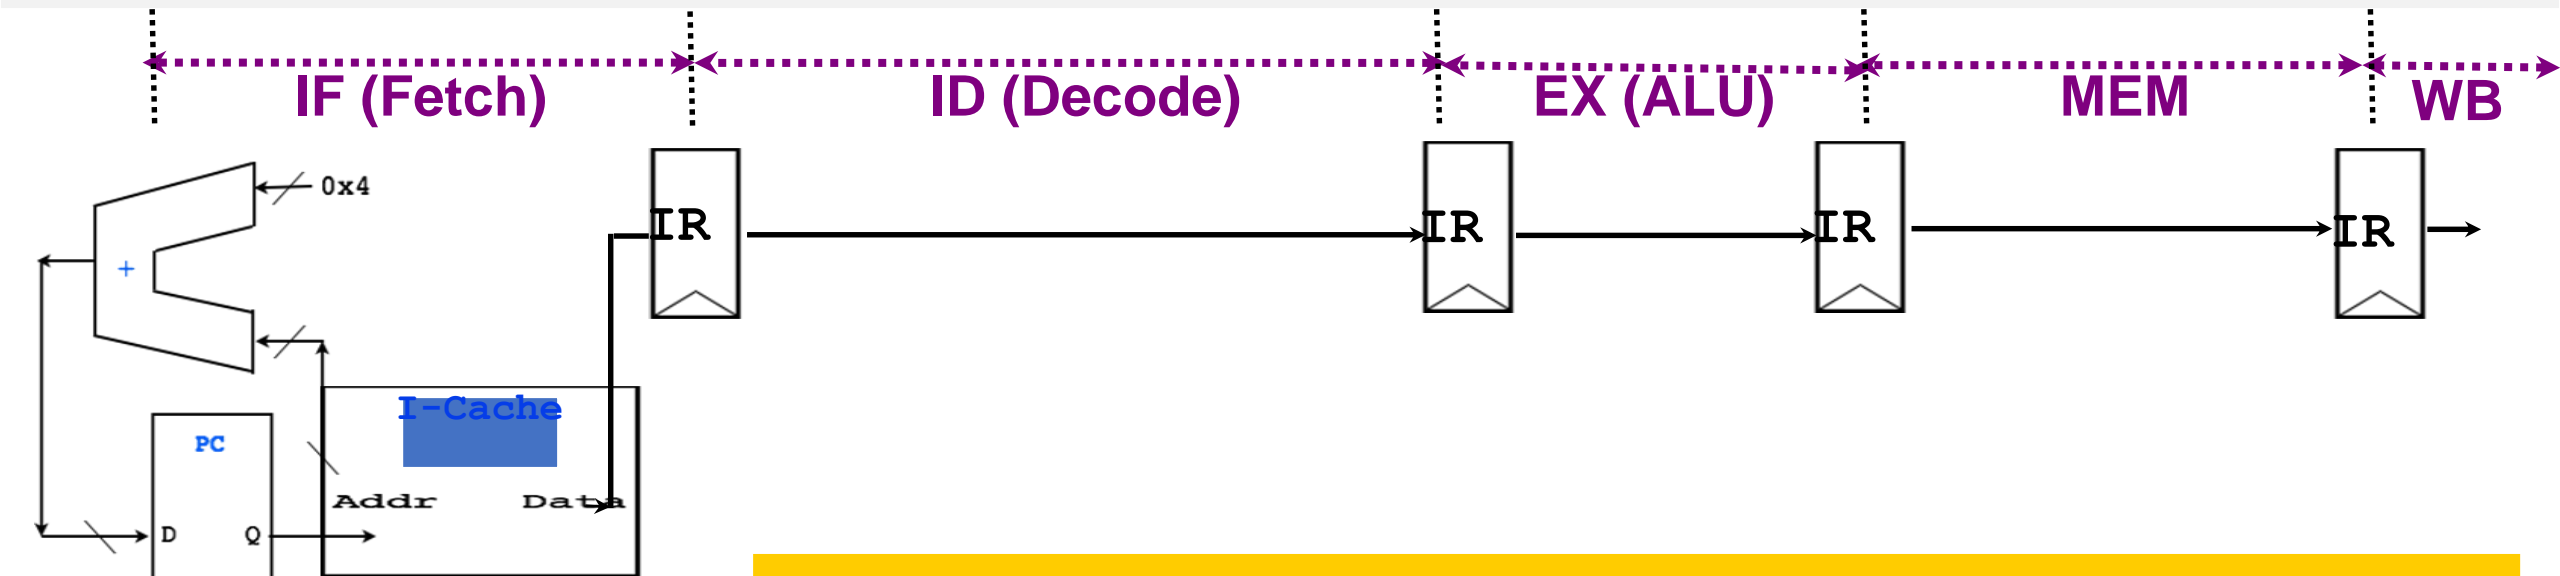 IF (Fetch) ID (Decode) EX (ALU) MEM WB
0x4
IR IR IR IR
+
I-Cache
PC
Addr Data
D Q